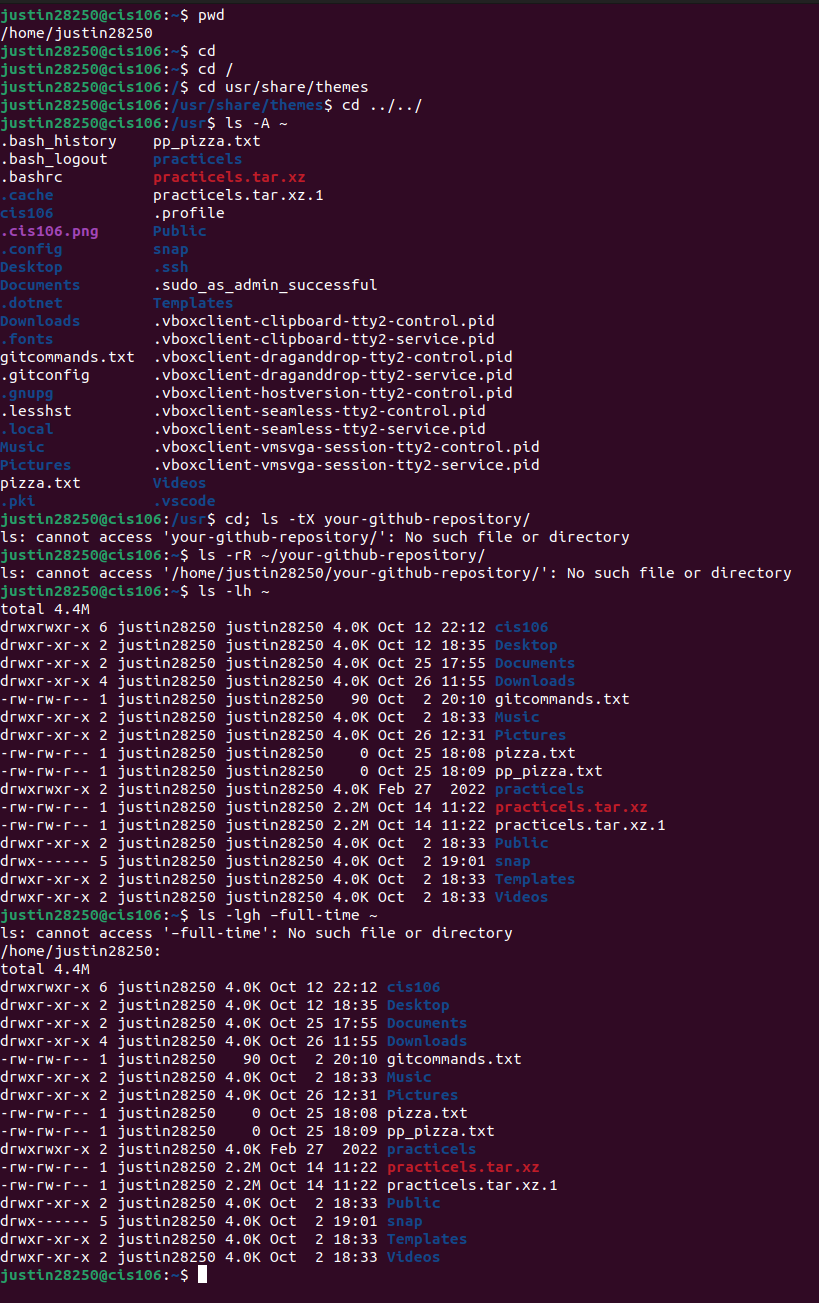 justin28250@cis106:~$ pwd
/home/justin28250
justin28250@cis106:~$ cd
justin28250@cis106:~$ cd /
justin28250@cis106:/$ cd usr/share/themes
justin28250@cis106:/usr/share/themes$ cd ../../
justin28250@cis106:/usr$ ls -A ~
.bash_history    pp_pizza.txt
.bash_logout     practicels
.bashrc          practicels.tar.xz
.cache           practicels.tar.xz.1
cis106           .profile
.cis106.png      Public
.config          snap
Desktop          .ssh
Documents        .sudo_as_admin_successful
.dotnet          Templates
Downloads        .vboxclient-clipboard-tty2-control.pid
.fonts           .vboxclient-clipboard-tty2-service.pid
gitcommands.txt  .vboxclient-draganddrop-tty2-control.pid
.gitconfig       .vboxclient-draganddrop-tty2-service.pid
.gnupg           .vboxclient-hostversion-tty2-control.pid
.lesshst         .vboxclient-seamless-tty2-control.pid
.local           .vboxclient-seamless-tty2-service.pid
Music            .vboxclient-vmsvga-session-tty2-control.pid
Pictures         .vboxclient-vmsvga-session-tty2-service.pid
pizza.txt        Videos
.pki             .vscode
justin28250@cis106:/usr$ cd; ls -tX your-github-repository/
ls: cannot access 'your-github-repository/': No such file or directory
justin28250@cis106:~$ ls -rR ~/your-github-repository/
ls: cannot access '/home/justin28250/your-github-repository/': No such file or directory
justin28250@cis106:~$ ls -lh ~
total 4.4M
drwxrwxr-x 6 justin28250 justin28250 4.0K Oct 12 22:12 cis106
drwxr-xr-x 2 justin28250 justin28250 4.0K Oct 12 18:35 Desktop
drwxr-xr-x 2 justin28250 justin28250 4.0K Oct 25 17:55 Documents
drwxr-xr-x 4 justin28250 justin28250 4.0K Oct 26 11:55 Downloads
-rw-rw-r-- 1 justin28250 justin28250   90 Oct  2 20:10 gitcommands.txt
drwxr-xr-x 2 justin28250 justin28250 4.0K Oct  2 18:33 Music
drwxr-xr-x 2 justin28250 justin28250 4.0K Oct 26 12:31 Pictures
-rw-rw-r-- 1 justin28250 justin28250    0 Oct 25 18:08 pizza.txt
-rw-rw-r-- 1 justin28250 justin28250    0 Oct 25 18:09 pp_pizza.txt
drwxrwxr-x 2 justin28250 justin28250 4.0K Feb 27  2022 practicels
-rw-rw-r-- 1 justin28250 justin28250 2.2M Oct 14 11:22 practicels.tar.xz
-rw-rw-r-- 1 justin28250 justin28250 2.2M Oct 14 11:22 practicels.tar.xz.1
drwxr-xr-x 2 justin28250 justin28250 4.0K Oct  2 18:33 Public
drwx------ 5 justin28250 justin28250 4.0K Oct  2 19:01 snap
drwxr-xr-x 2 justin28250 justin28250 4.0K Oct  2 18:33 Templates
drwxr-xr-x 2 justin28250 justin28250 4.0K Oct  2 18:33 Videos
justin28250@cis106:~$ ls -lgh –full-time ~
ls: cannot access '–full-time': No such file or directory
/home/justin28250:
total 4.4M
drwxrwxr-x 6 justin28250 4.0K Oct 12 22:12 cis106
drwxr-xr-x 2 justin28250 4.0K Oct 12 18:35 Desktop
drwxr-xr-x 2 justin28250 4.0K Oct 25 17:55 Documents
drwxr-xr-x 4 justin28250 4.0K Oct 26 11:55 Downloads
-rw-rw-r-- 1 justin28250   90 Oct  2 20:10 gitcommands.txt
drwxr-xr-x 2 justin28250 4.0K Oct  2 18:33 Music
drwxr-xr-x 2 justin28250 4.0K Oct 26 12:31 Pictures
-rw-rw-r-- 1 justin28250    0 Oct 25 18:08 pizza.txt
-rw-rw-r-- 1 justin28250    0 Oct 25 18:09 pp_pizza.txt
drwxrwxr-x 2 justin28250 4.0K Feb 27  2022 practicels
-rw-rw-r-- 1 justin28250 2.2M Oct 14 11:22 practicels.tar.xz
-rw-rw-r-- 1 justin28250 2.2M Oct 14 11:22 practicels.tar.xz.1
drwxr-xr-x 2 justin28250 4.0K Oct  2 18:33 Public
drwx------ 5 justin28250 4.0K Oct  2 19:01 snap
drwxr-xr-x 2 justin28250 4.0K Oct  2 18:33 Templates
drwxr-xr-x 2 justin28250 4.0K Oct  2 18:33 Videos
justin28250@cis106:~$